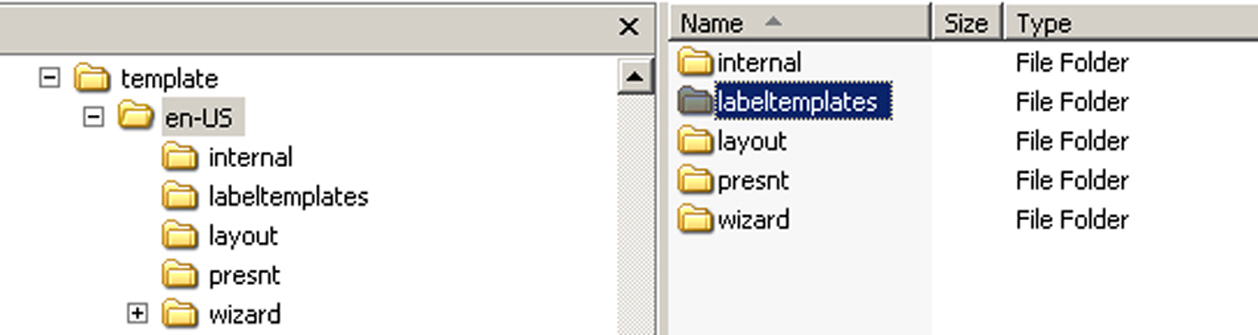 template
en-US
internal
labeltemplates
layout
presnt
wizard
Name Size Type
internal File Folder
labeltemplates File Folder
layout File Folder
presnt File Folder
wizard File Folder